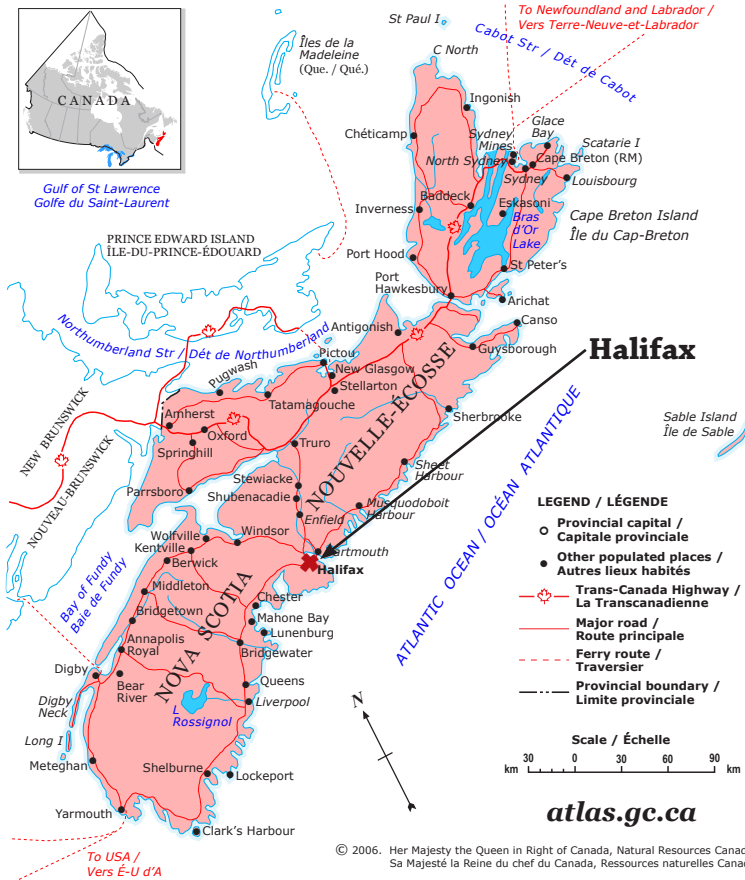 To Newfoundland and Labrador /
Vers Terre-Neuve-et-Labrador
St Paul I
C North
Cabot Str / Dét de Cabot
Îles de la
Madeleine
(Que. / Qué.)
CANADA
Gulf of St Lawrence
Golfe du Saint-Laurent
Ingonish
Chéticamp
Sydney
Mines
Glace
Bay
Scatarie I
North Sydney
Cape Breton (RM)
Sydney
Louisbourg
Baddeck
Eskasoni
Inverness
Bras
d'Or
Lake
Cape Breton Island
Île du Cap-Breton
PRINCE EDWARD ISLAND
ÎLE-DU-PRINCE-ÉDOUARD
Port Hood
St Peter's
Port
Hawkesbury
Arichat
Canso
Northumberland Str / Dét de Northumberland
Antigonish
Guysborough
Halifax
Pictou
New Glasgow
Stellarton
Pugwash
Tatamagouche
Amherst
Oxford
Springhill
Truro
Sherbrooke
NEW BRUNSWICK
NOUVEAU-BRUNSWICK
NOUVELLE-ÉCOSSE
ATLANTIC OCEAN / OCÉAN ATLANTIQUE
Sable Island
Île de Sable
Parrsboro
Stewiacke
Shubenacadie
Sheet
Harbour
Musquodoboit
Harbour
Enfield
Wolfville
Windsor
Kentville
Berwick
Dartmouth
Halifax
Bay of Fundy
Baie de Fundy
Middleton
NOVA SCOTIA
Chester
Bridgetown
Mahone Bay
Lunenburg
Annapolis
Royal
Bridgewater
Digby
Bear
River
Queens
Liverpool
Digby
Neck
L
Rossignol
Long I
Meteghan
Shelburne
Lockeport
Yarmouth
Clark's Harbour
To USA /
Vers É-U d'A
N
LEGEND / LÉGENDE
Provincial capital /
Capitale provinciale
Other populated places /
Autres lieux habités
Trans-Canada Highway /
La Transcanadienne
Major road /
Route principale
Ferry route /
Traversier
Provincial boundary /
Limite provinciale
Scale / Échelle
30 0 30 60 90
km km
atlas.gc.ca
© 2006. Her Majesty the Queen in Right of Canada, Natural Resources Canad
Sa Majesté la Reine du chef du Canada, Ressources naturelles Canad